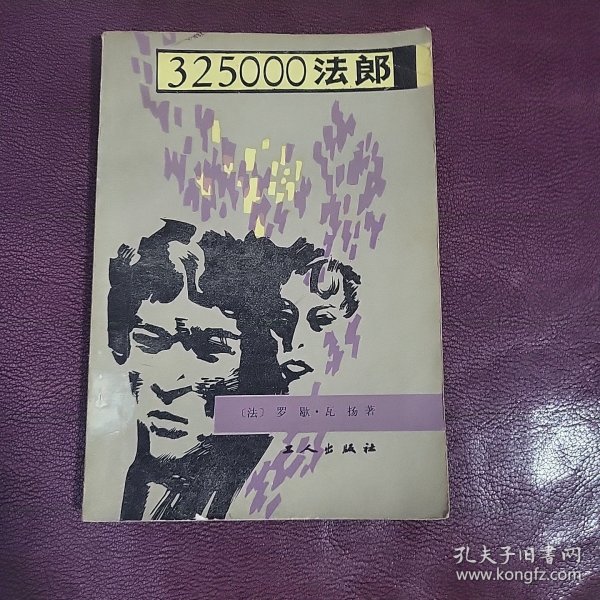 325000法郎
〔法〕罗歇·瓦扬著
工人出版社
孔夫子旧书网
www.kongfz.com